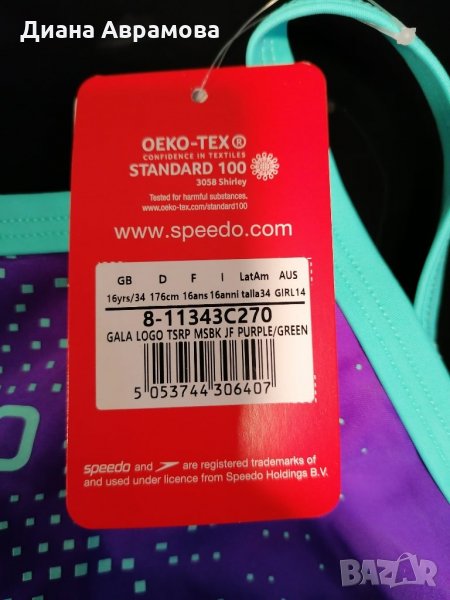 Диана Аврамова
OEKO-TEX®
CONFIDENCE IN TEXTILES
STANDARD 100
3058 Shirley
Tested for harmful substances.
www.oeko-tex.com/standard100
www.speedo.com
GB D F I LatAm AUS
16yrs/34 176cm 16ans 16anni talla34 GIRL14
8-11343C270
GALA LOGO TSRP MSBK JF PURPLE/GREEN
5 053744 306407
speedo and are registered trademarks of
and used under licence from Speedo Holdings B.V.
BAZAR